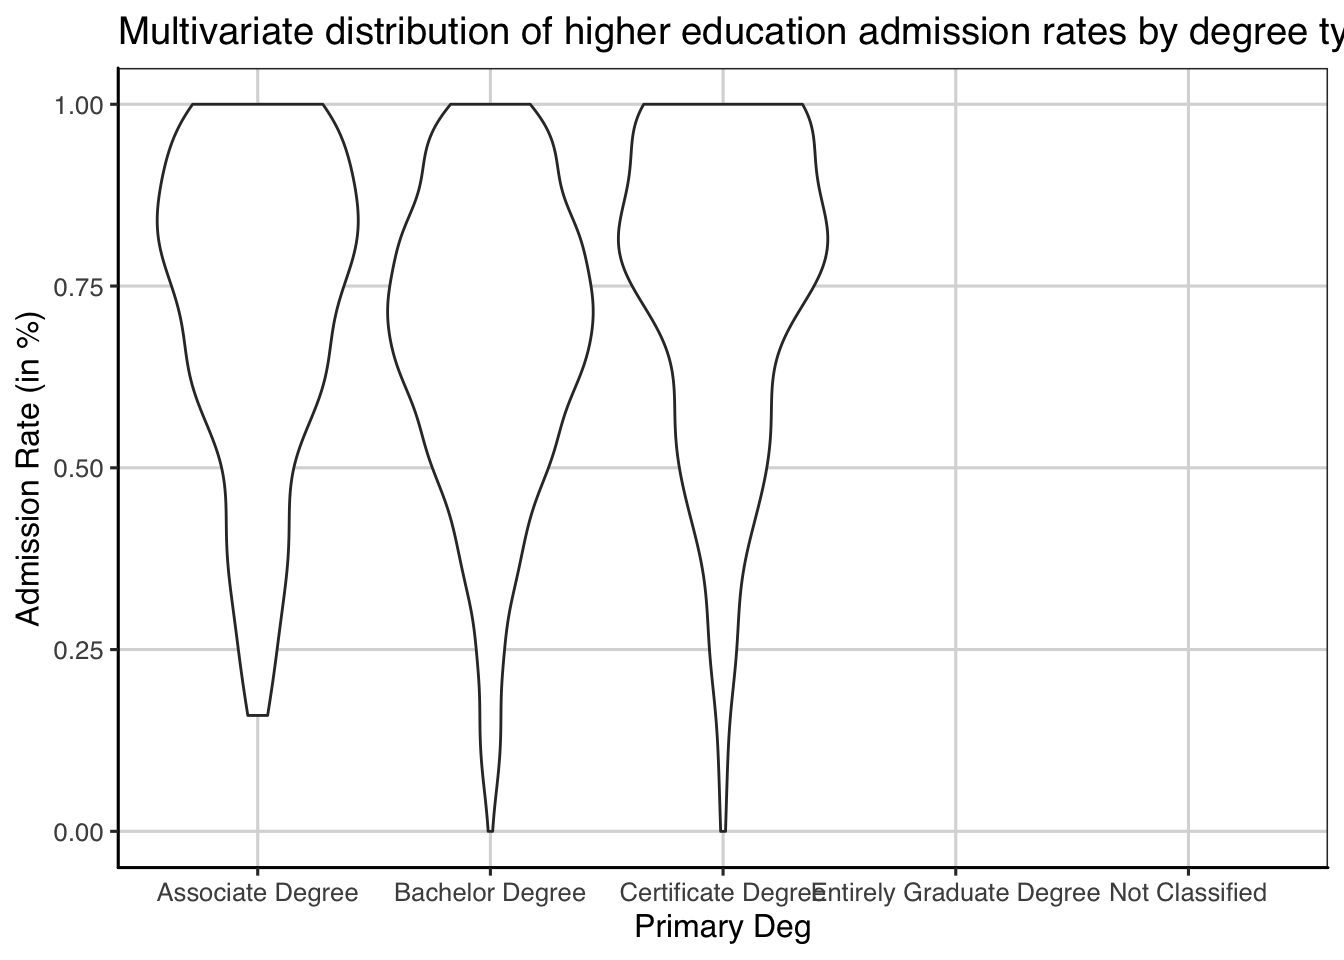 Multivariate distribution of higher education admission rates by degree ty
1.00
0.75
0.50
0.25
0.00
Admission Rate (in %)
Associate Degree Bachelor Degree Certificate Degree Entirely Graduate Degree Not Classified
Primary Deg